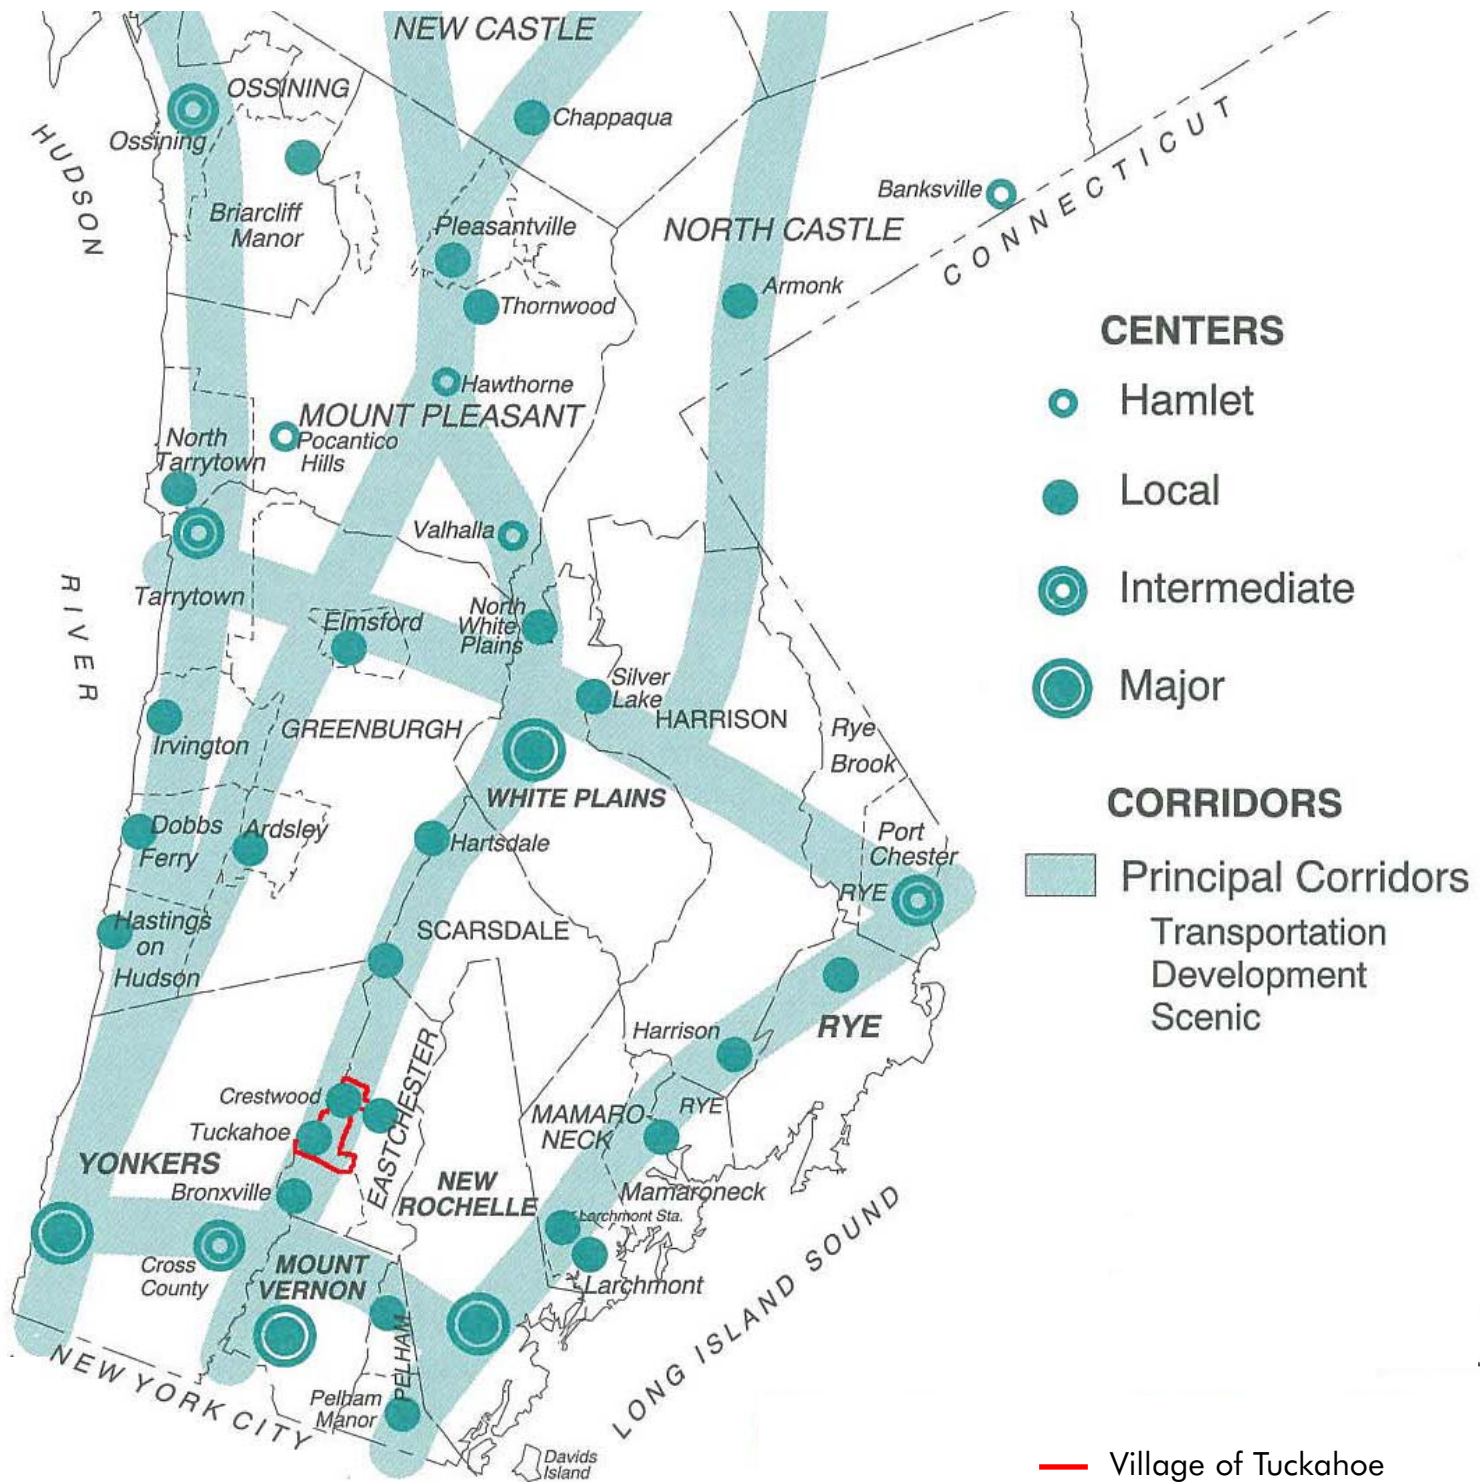 NEW CASTLE
OSSINING
Ossining
Chappaqua
HUDSON
Briarcliff
Manor
Banksville
CONNECTICUT
Pleasantville
NORTH CASTLE
Thornwood
Armonk
Hawthorne
MOUNT PLEASANT
North
Tarrytown
Pocantico
Hills
Valhalla
RIVER
Tarrytown
Elmsford
North
White
Plains
Silver
Lake
HARRISON
GREENBURGH
Irvington
Rye
Brook
WHITE PLAINS
Dobbs
Ferry
Ardsley
Hartsdale
Port
Chester
RYE
Hastings
on
Hudson
SCARSDALE
Harrison
RYE
Crestwood
Tuckahoe
EASTCHESTER
MAMARO-
NECK
RYE
YONKERS
Bronxville
NEW
ROCHELLE
Mamaroneck
Larchmont Sta.
Larchmont
Cross
County
MOUNT
VERNON
PELHAM
Pelham
Manor
NEW YORK CITY
LONG ISLAND SOUND
Davids
Island
CENTERS
Hamlet
Local
Intermediate
Major
CORRIDORS
Principal Corridors
Transportation
Development
Scenic
Village of Tuckahoe